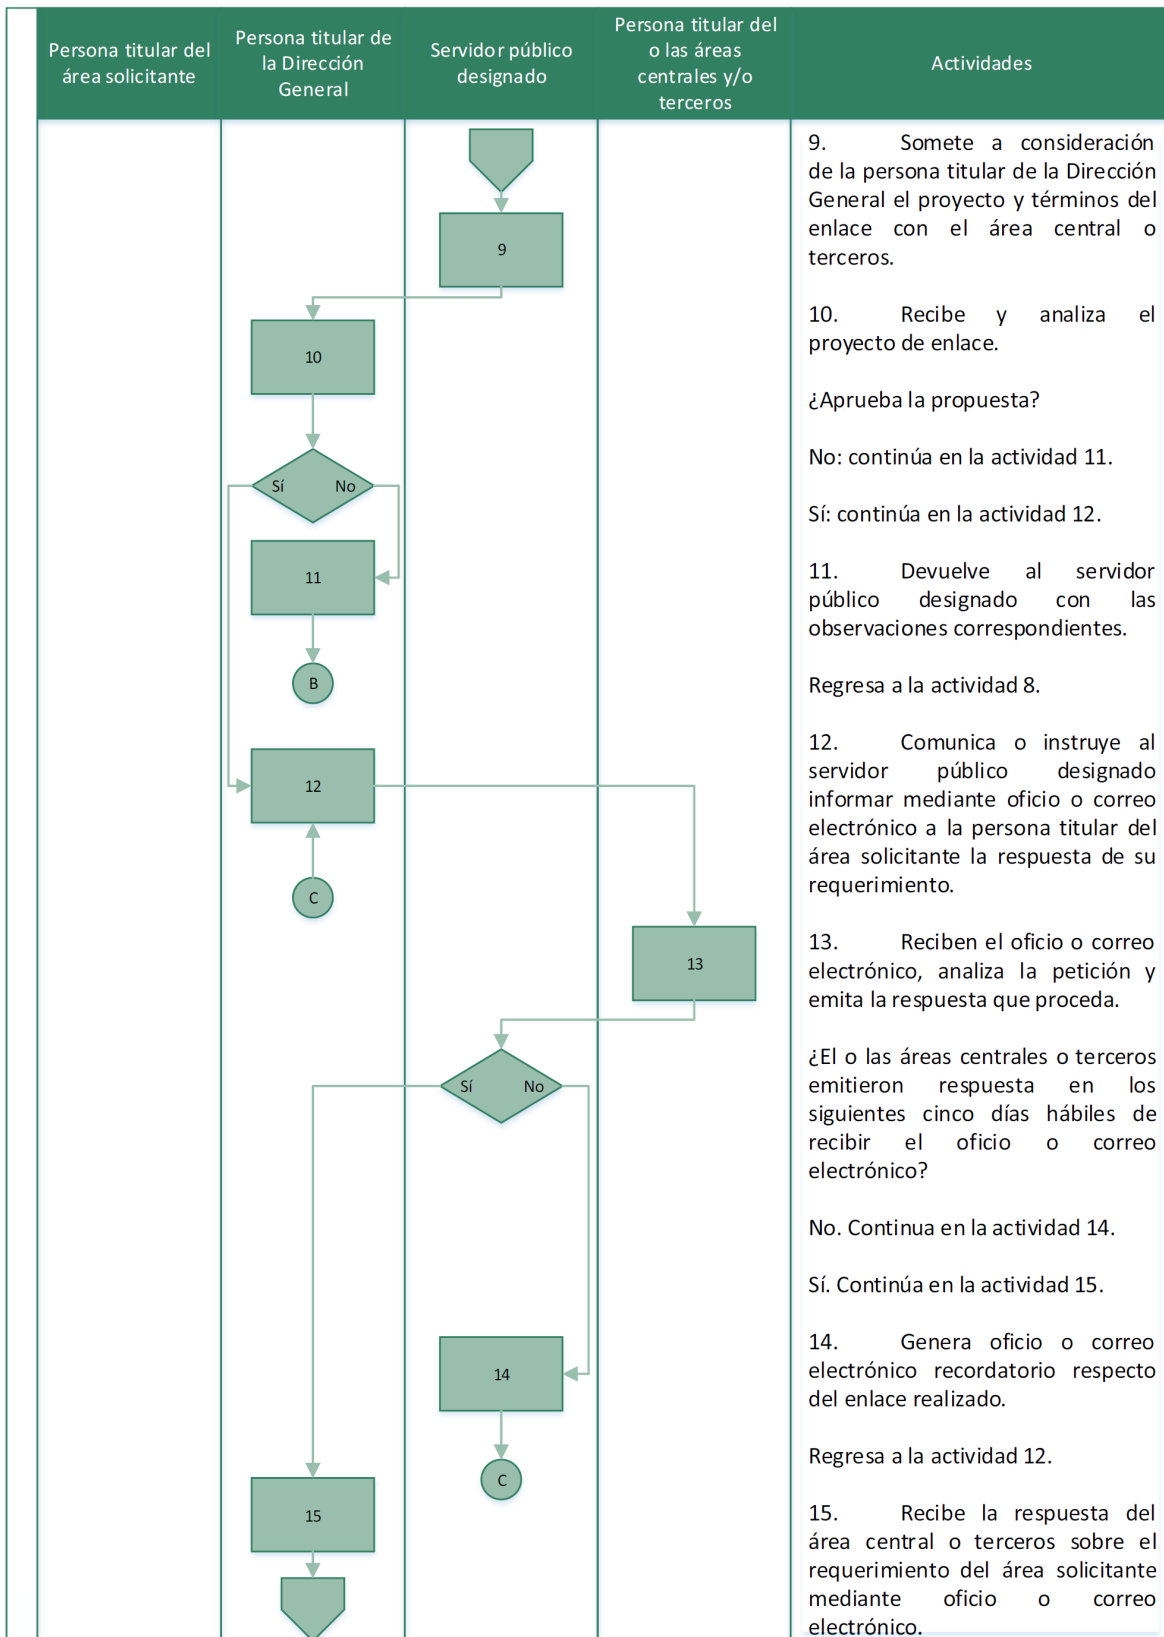 Persona titular del
área solicitante
Persona titular de
la Dirección
General
Servidor público
designado
Persona titular del
o las áreas
centrales y/o
terceros
Actividades
9
10
Sí No
11
B
12
C
13
Sí No
14
C
15
9. Somete a consideración
de la persona titular de la Dirección
General el proyecto y términos del
enlace con el área central o
terceros.
10. Recibe y analiza el
proyecto de enlace.
¿Aprueba la propuesta?
No: continúa en la actividad 11.
Sí: continúa en la actividad 12.
11. Devuelve al servidor
público designado con las
observaciones correspondientes.
Regresa a la actividad 8.
12. Comunica o instruye al
servidor público designado
informar mediante oficio o correo
electrónico a la persona titular del
área solicitante la respuesta de su
requerimiento.
13. Reciben el oficio o correo
electrónico, analiza la petición y
emita la respuesta que proceda.
¿El o las áreas centrales o terceros
emitieron respuesta en los
siguientes cinco días hábiles de
recibir el oficio o correo
electrónico?
No. Continua en la actividad 14.
Sí. Continúa en la actividad 15.
14. Genera oficio o correo
electrónico recordatorio respecto
del enlace realizado.
Regresa a la actividad 12.
15. Recibe la respuesta del
área central o terceros sobre el
requerimiento del área solicitante
mediante oficio o correo
electrónico.